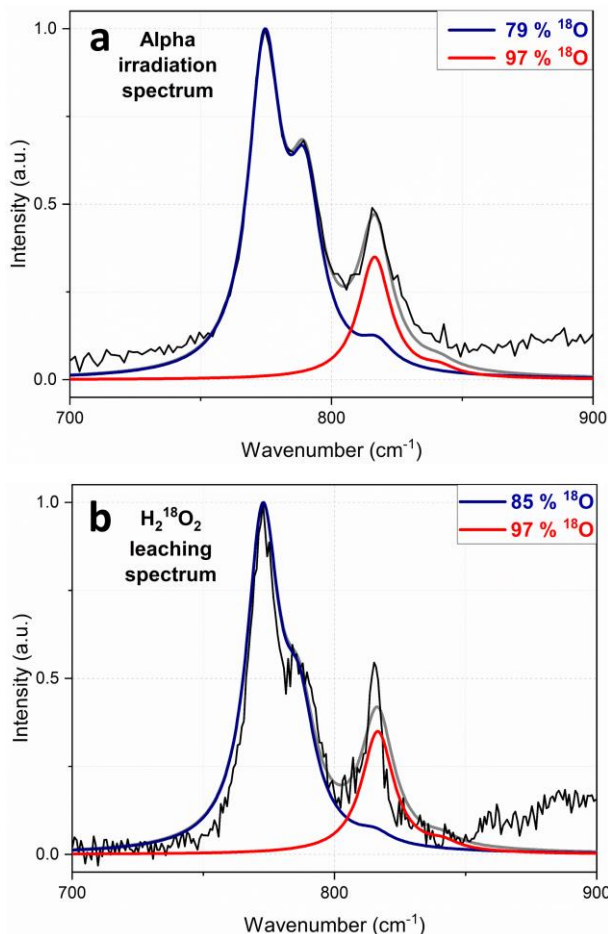 a
Alpha
irradiation
spectrum
79 % ¹⁸O
97 % ¹⁸O
1.0
0.5
0.0
Intensity (a.u.)
700
800
900
Wavenumber (cm⁻¹)
b
H₂¹⁸O₂
leaching
spectrum
85 % ¹⁸O
97 % ¹⁸O
1.0
0.5
0.0
Intensity (a.u.)
700
800
900
Wavenumber (cm⁻¹)